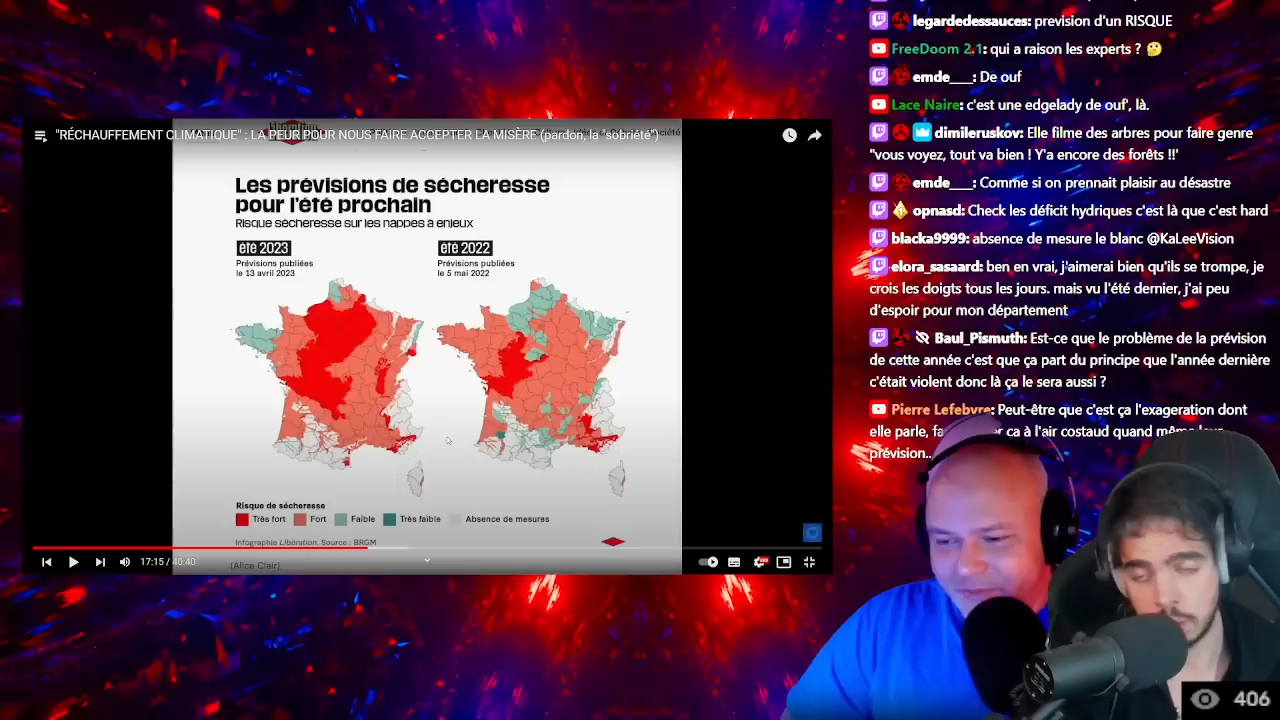 "RÉCHAUFFEMENT CLIMATIQUE" : LA PEUR POUR NOUS FAIRE ACCEPTER LA MISÈRE (pardon, la "sobriété")
Les prévisions de sécheresse
pour l'été prochain
Risque sécheresse sur les nappes à enjeux
été 2023
Prévisions publiées
le 13 avril 2023
été 2022
Prévisions publiées
le 5 mai 2022
Risque de sécheresse
Très fort
Fort
Faible
Très faible
Absence de mesures
Infographie Libération. Source : BRGM
17:15 / 40:40
(Alice Clair)
legardedessauces: prevision d'un RISQUE
FreeDoom 2.1: qui a raison les experts ? 🤔
emde___: De ouf
Lace Naire: c'est une edgelady de ouf, là.
dimileruskov: Elle filme des arbres pour faire genre
"vous voyez, tout va bien ! Y'a encore des forêts !!'
emde___: Comme si on prennait plaisir au désastre
opnasd: Check les déficit hydriques c'est là que c'est hard
blacka9999: absence de mesure le blanc @KaLeeVision
elora_sasaard: ben en vrai, j'aimerai bien qu'ils se trompe, je
crois les doigts tous les jours. mais vu l'été dernier, j'ai peu
d'espoir pour mon département
Baul_Pismuth: Est-ce que le problème de la prévision
de cette année c'est que ça part du principe que l'année dernière
c'était violent donc là ça le sera aussi ?
Pierre Lefebvre: Peut-être que c'est ça l'exageration dont
elle parle, ca à l'air costaud quand même leur
prévision..
406